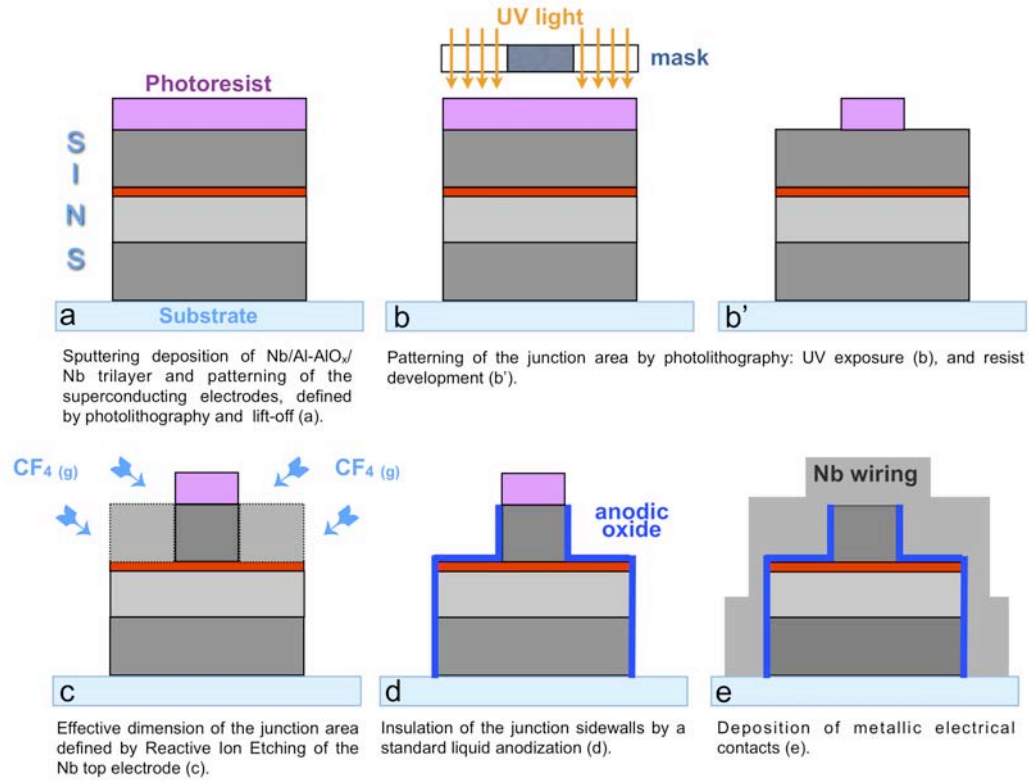 UV light
mask
Photoresist
S
I
N
S
a
Substrate
b
b'
Sputtering deposition of Nb/Al-AlOₓ/
Nb trilayer and patterning of the
superconducting electrodes, defined
by photolithography and lift-off (a).
Patterning of the junction area by photolithography: UV exposure (b), and resist
development (b').
CF₄ (g)
CF₄ (g)
c
Effective dimension of the junction area
defined by Reactive Ion Etching of the
Nb top electrode (c).
anodic
oxide
d
Insulation of the junction sidewalls by a
standard liquid anodization (d).
Nb wiring
e
Deposition of metallic electrical
contacts (e).